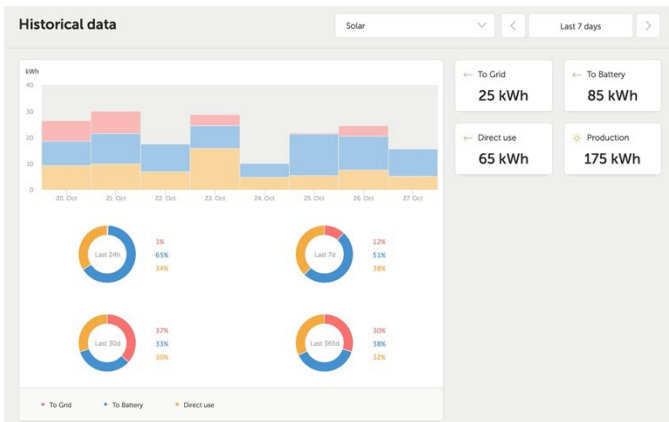 Historical data
Solar
Last 7 days
kWh
40
30
20
10
0
20. Oct
21. Oct
22. Oct
23. Oct
24. Oct
25. Oct
26. Oct
27. Oct
Last 24h
1%
65%
34%
Last 7d
12%
51%
38%
Last 30d
37%
33%
30%
Last 365d
30%
38%
32%
To Grid
To Battery
Direct use
To Grid
25 kWh
To Battery
85 kWh
Direct use
65 kWh
Production
175 kWh